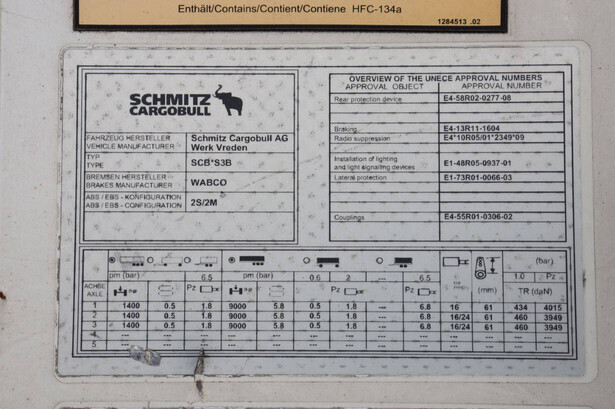 Enthält/Contains/Contient/Contiene HFC-134a
1284513 .02
SCHMITZ
CARGOBULL
FAHRZEUG HERSTELLER
VEHICLE MANUFACTURER
Schmitz Cargobull AG
Werk Vreden
TYP
TYPE
SCB*S3B
BREMSEN HERSTELLER
BRAKES MANUFACTURER
WABCO
ABS / EBS - KONFIGURATION
ABS / EBS - CONFIGURATION
2S/2M
OVERVIEW OF THE UNECE APPROVAL NUMBERS
APPROVAL OBJECT APPROVAL NUMBER
Rear protection device E4-58R02-0277-08
Braking E4-13R11-1604
Radio suppression E4*10R05/01*2349*09
Installation of lighting
and light signalling devices E1-48R05-0937-01
Lateral protection E1-73R01-0066-03
Couplings E4-55R01-0306-02
(bar)
pm (bar) 6.5 pm (bar) 0.6 2 --- 6.5 1.0 Pz
ACHSE
AXLE Pz Pz (mm) TR (daN)
1 1400 0.5 1.8 9000 5.8 0.5 1.8 --- 6.8 16 61 434 4015
2 1400 0.5 1.8 9000 5.8 0.5 1.8 --- 6.8 16/24 61 460 3949
3 1400 0.5 1.8 9000 5.8 0.5 1.8 --- 6.8 16/24 61 460 3949
4 --- --- --- --- --- --- --- --- --- --- --- --- ---
5 --- --- --- --- --- --- --- --- --- --- --- --- ---